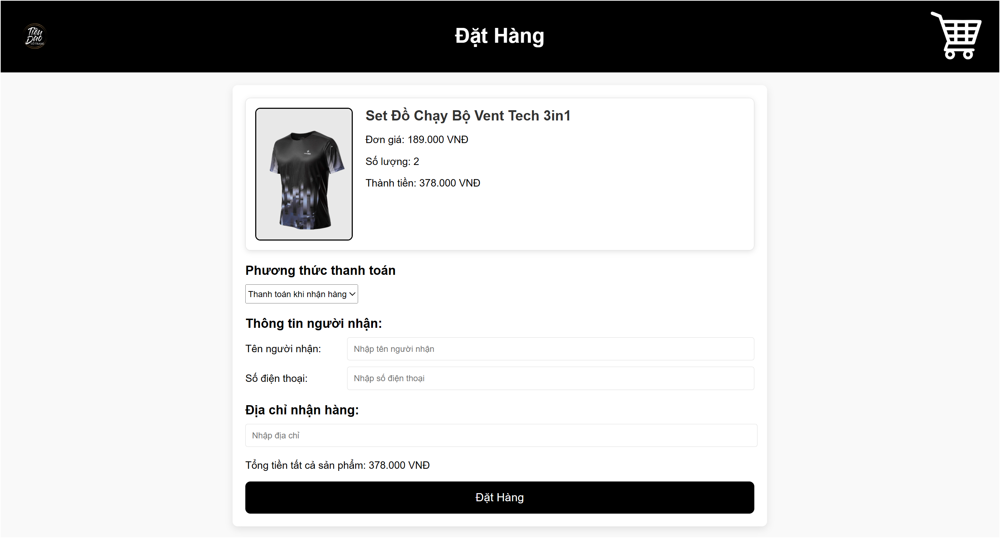 Tiêu
Dao
CỔ TRANG
Đặt Hàng
Set Đồ Chạy Bộ Vent Tech 3in1
Đơn giá: 189.000 VNĐ
Số lượng: 2
Thành tiền: 378.000 VNĐ
Phương thức thanh toán
Thanh toán khi nhận hàng
Thông tin người nhận:
Tên người nhận:
Nhập tên người nhận
Số điện thoại:
Nhập số điện thoại
Địa chỉ nhận hàng:
Nhập địa chỉ
Tổng tiền tất cả sản phẩm: 378.000 VNĐ
Đặt Hàng